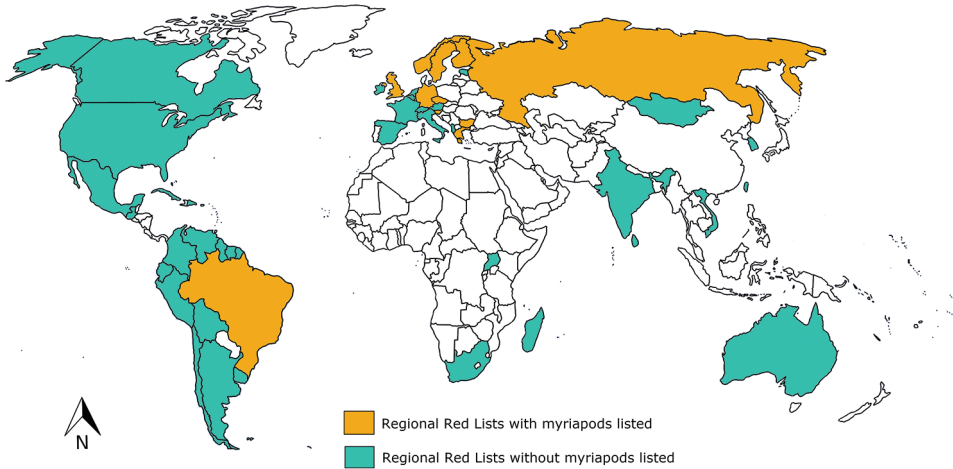 N
Regional Red Lists with myriapods listed
Regional Red Lists without myriapods listed